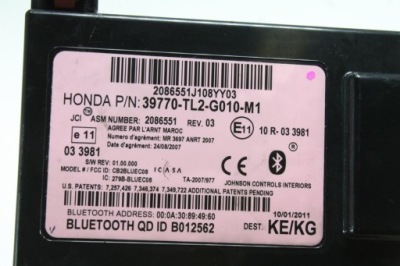 2086551J108YY03
HONDA P/N: 39770-TL2-G010-M1
JCI ASM NUMBER: 2086551 REV. 03
e 11
AGREE PAR L'ARNT MAROC
Numero d'agrement: MR 3697 ANRT 2007
Date d'agrement: 24/08/2007
E11 10 R- 03 3981
03 3981
S/W REV: 01.00.000
MODEL # / FCC ID: CB2BLUEC08 ICASA
IC: 279B-BLUEC08 TA-2007/977
U.S. PATENTS: 7,257,426 7,346,374 7,349,722 ADDITIONAL PATENTS PENDING
JOHNSON CONTROLS INTERIORS
BLUETOOTH ADDRESS: 00:0A:30:89:49:60 10/01/2011
BLUETOOTH QD ID B012562 DEST. KE/KG